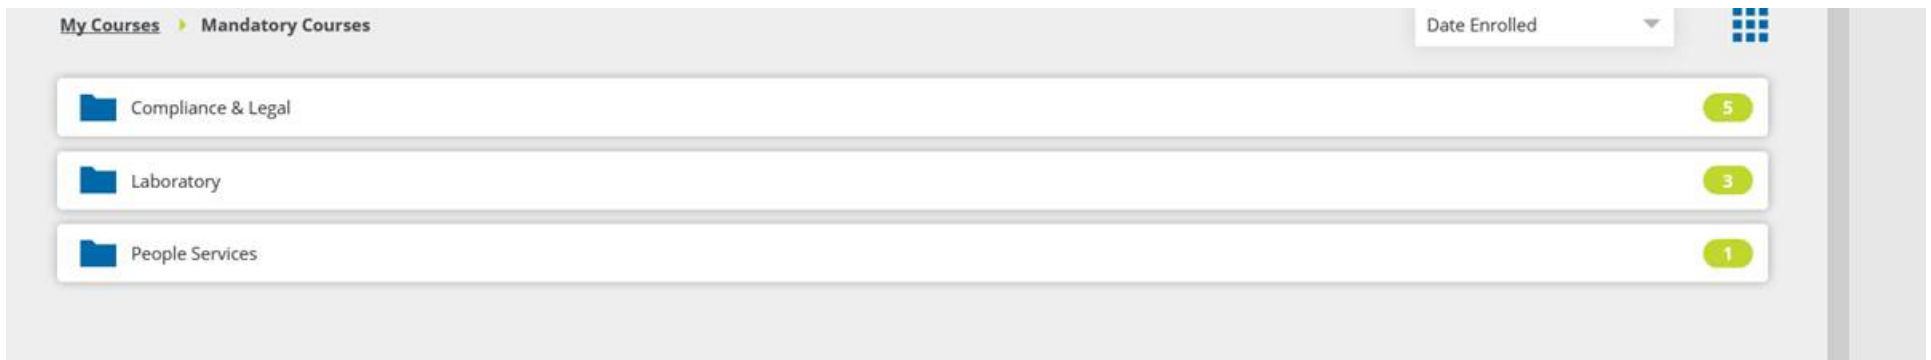 My Courses Mandatory Courses Date Enrolled
Compliance & Legal 5
Laboratory 3
People Services 1